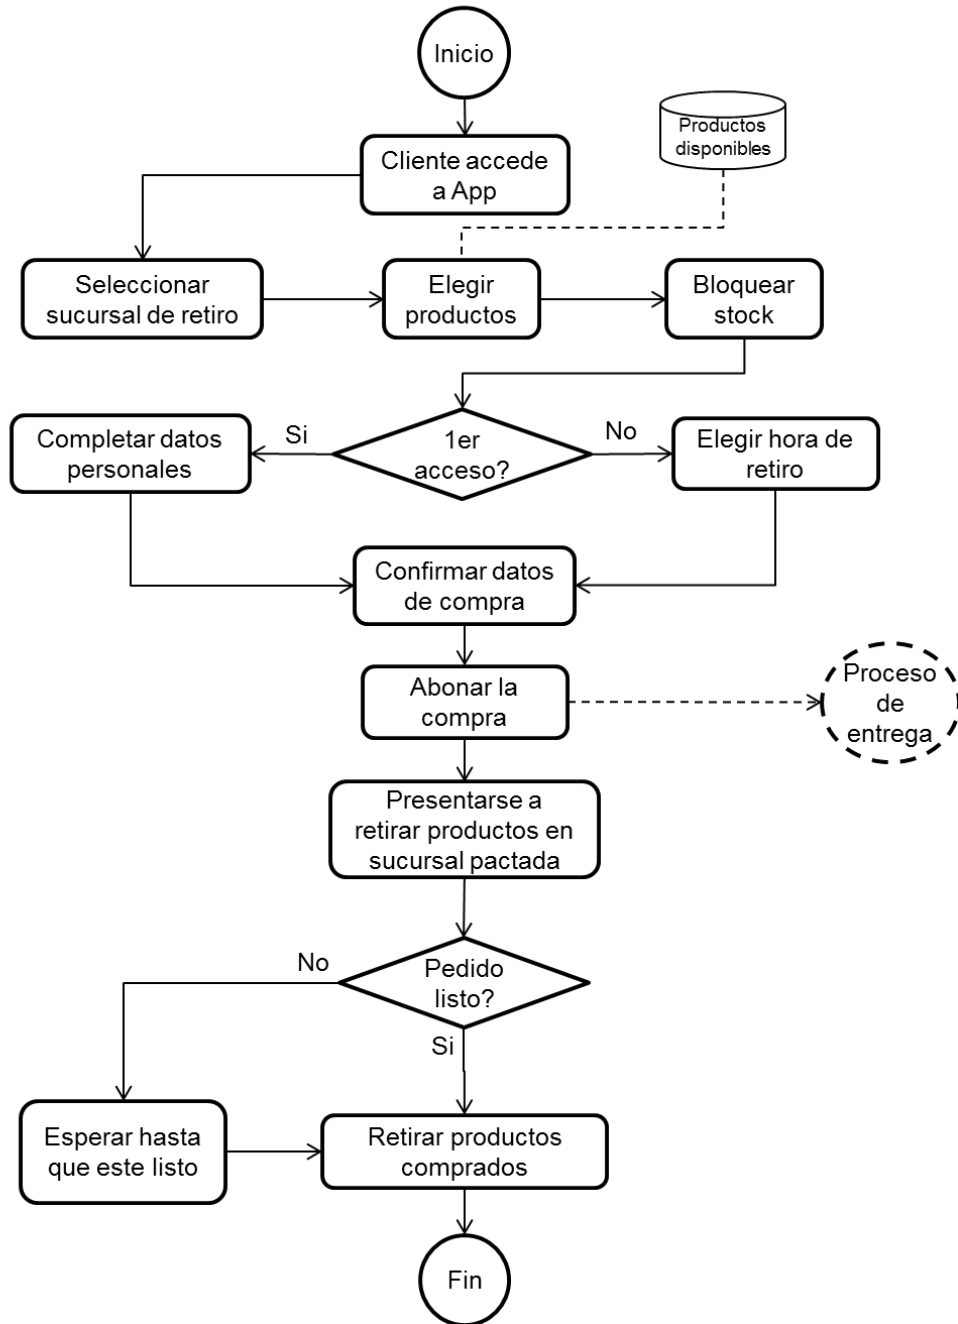 Inicio
Productos
disponibles
Cliente accede
a App
Seleccionar
sucursal de retiro
Elegir
productos
Bloquear
stock
Completar datos
personales
Si
1er
acceso?
No
Elegir hora de
retiro
Confirmar datos
de compra
Abonar la
compra
Proceso
de
entrega
Presentarse a
retirar productos en
sucursal pactada
No
Pedido
listo?
Si
Esperar hasta
que este listo
Retirar productos
comprados
Fin